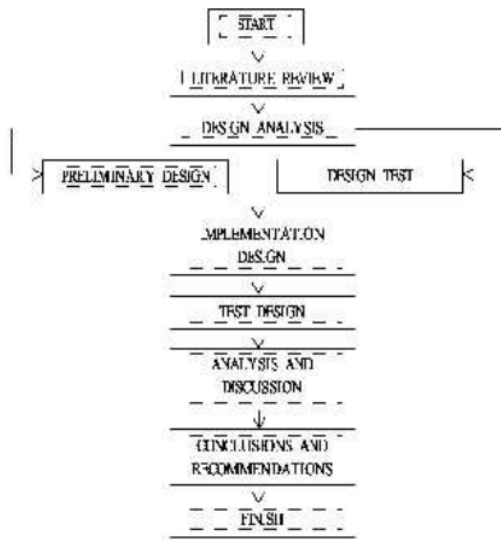 START
LITERATURE REVIEW
DESIGN ANALYSIS
PRELIMINARY DESIGN
DESIGN TEST
IMPLEMENTATION
DESIGN
TEST DESIGN
ANALYSIS AND
DISCUSSION
CONCLUSIONS AND
RECOMMENDATIONS
FINISH